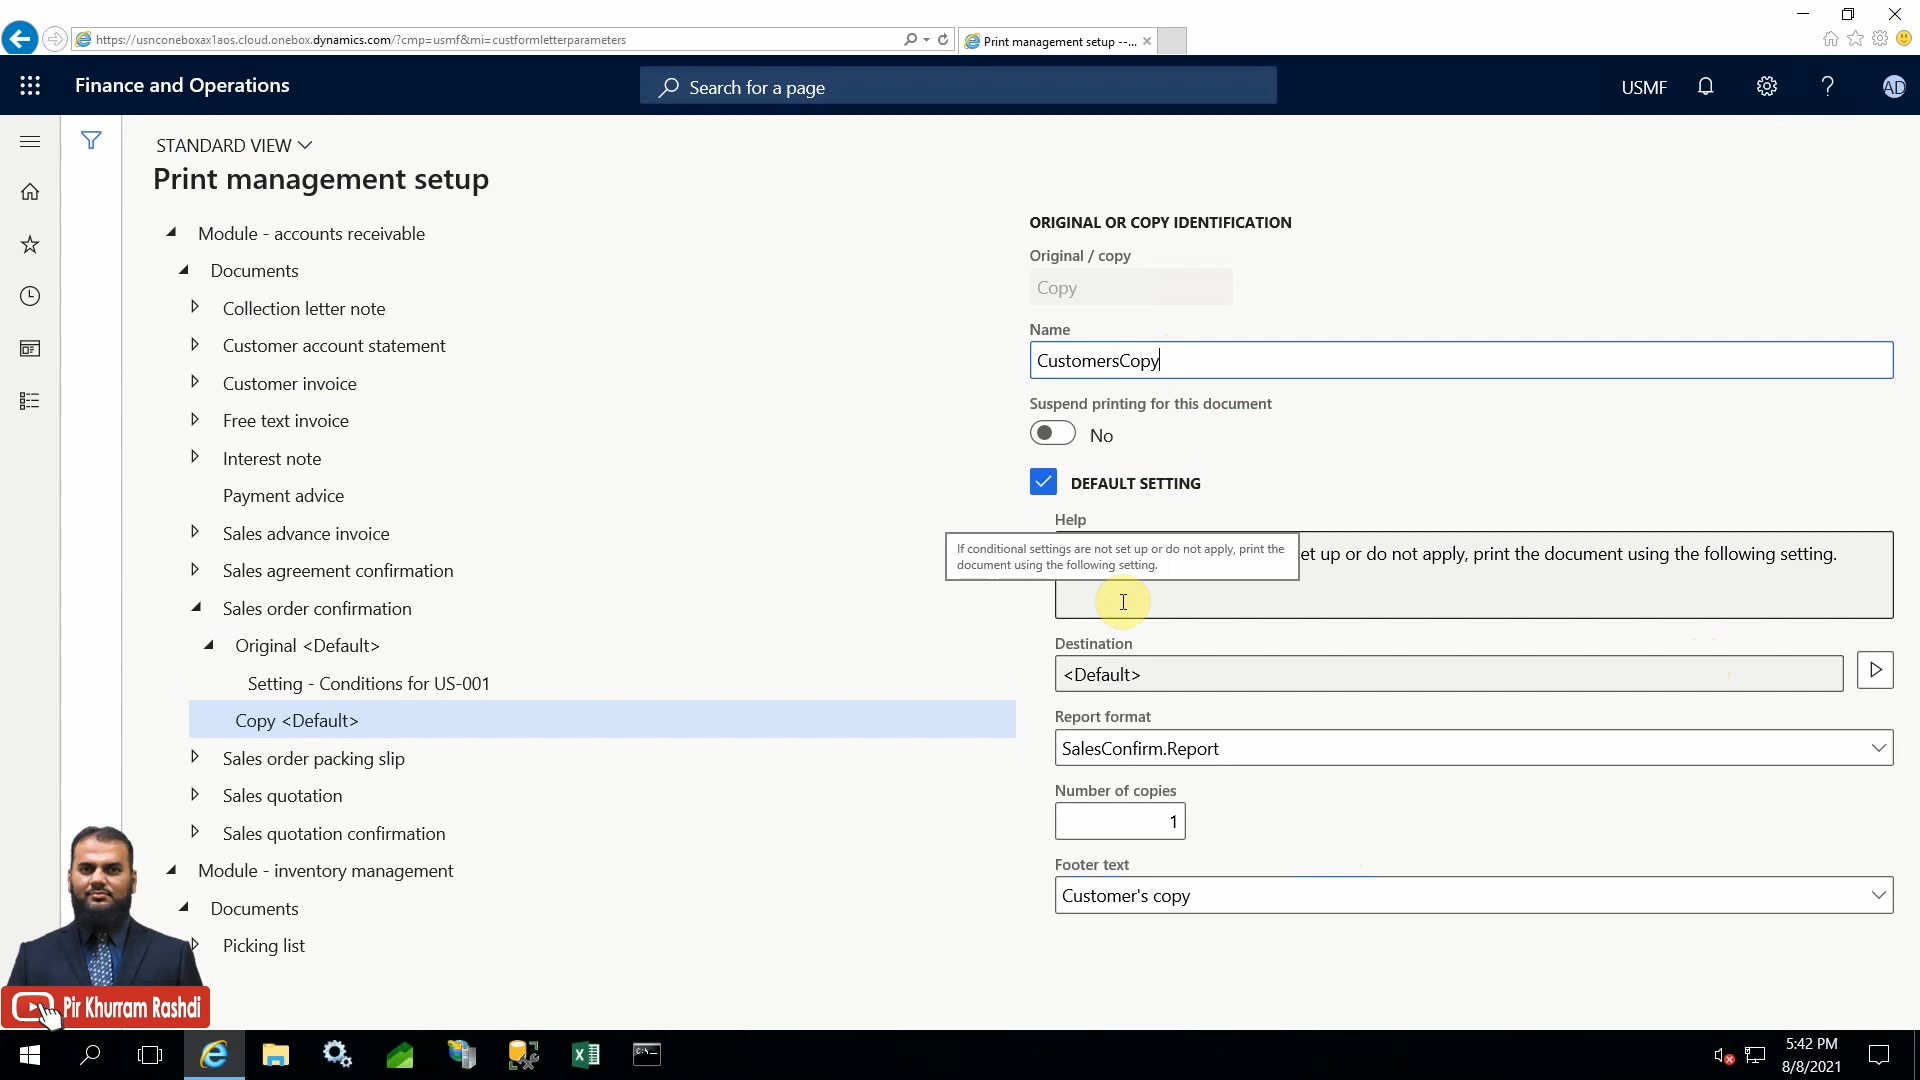 https://usnconeboxax1aos.cloud.onebox.dynamics.com/?cmp=usmf&mi=custformletterparameters
Print management setup --...
Finance and Operations
Search for a page
USMF
AD
STANDARD VIEW
Print management setup
Module - accounts receivable
Documents
Collection letter note
Customer account statement
Customer invoice
Free text invoice
Interest note
Payment advice
Sales advance invoice
Sales agreement confirmation
Sales order confirmation
Original <Default>
Setting - Conditions for US-001
Copy <Default>
Sales order packing slip
Sales quotation
Sales quotation confirmation
Module - inventory management
Documents
Picking list
ORIGINAL OR COPY IDENTIFICATION
Original / copy
Copy
Name
CustomersCopy
Suspend printing for this document
No
DEFAULT SETTING
Help
If conditional settings are not set up or do not apply, print the
document using the following setting.
et up or do not apply, print the document using the following setting.
Destination
<Default>
Report format
SalesConfirm.Report
Number of copies
1
Footer text
Customer's copy
Pir Khurram Rashdi
5:42 PM
8/8/2021